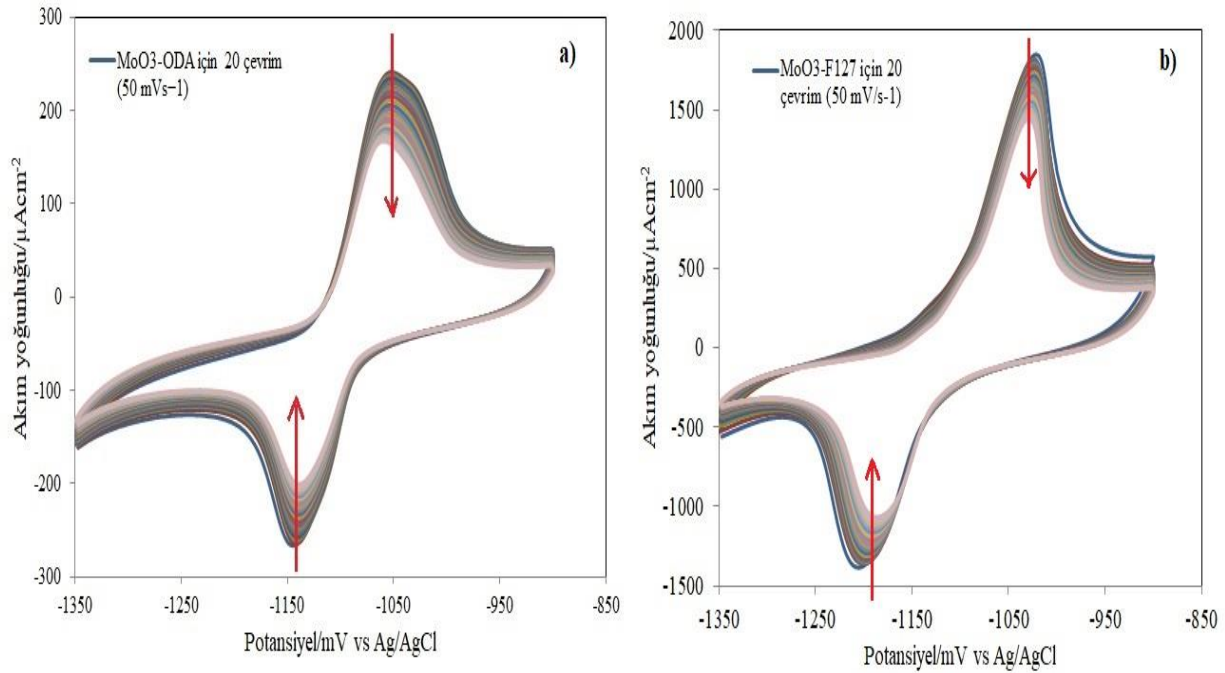 300
200
100
0
-100
-200
-300
-1350
-1250
-1150
-1050
-950
-850
Akım yoğunluğu/µAcm-2
Potansiyel/mV vs Ag/AgCl
MoO3-ODA için 20 çevrim
(50 mVs−1)
a)
2000
1500
1000
500
0
-500
-1000
-1500
-1350
-1250
-1150
-1050
-950
-850
Akım yoğunluğu/µAcm-2
Potansiyel/mV vs Ag/AgCl
MoO3-F127 için 20
çevrim (50 mV/s-1)
b)